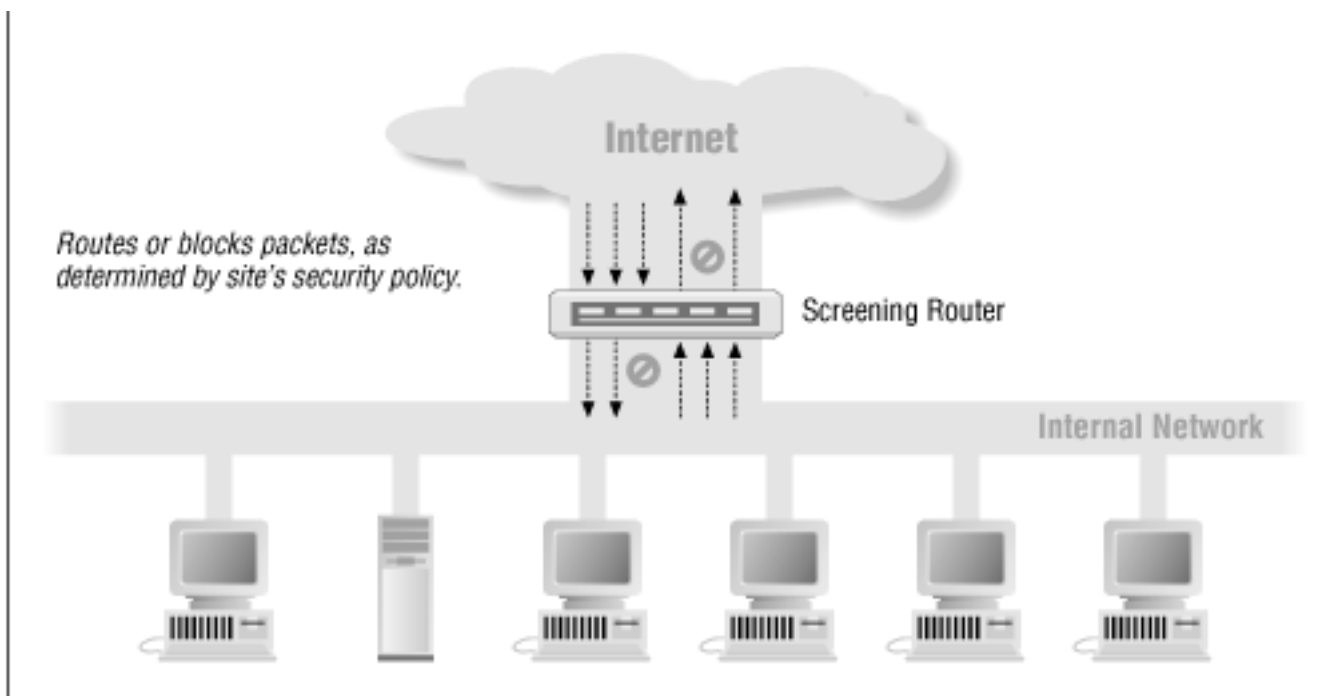 Internet
Routes or blocks packets, as
determined by site's security policy.
Screening Router
Internal Network